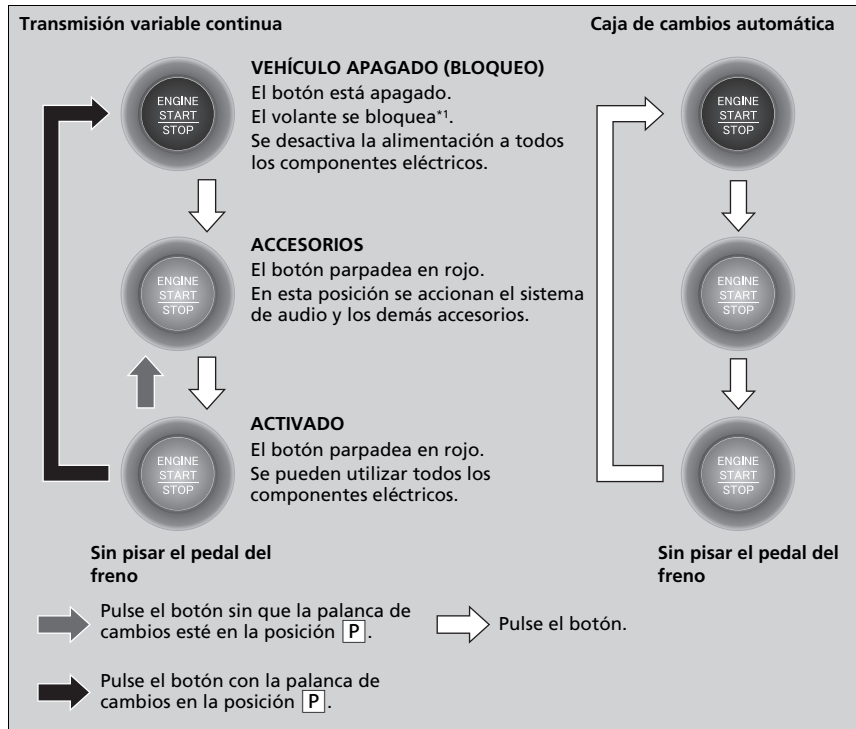 Transmisión variable continua
Caja de cambios automática
ENGINE
START
STOP
VEHÍCULO APAGADO (BLOQUEO)
El botón está apagado.
El volante se bloquea*1.
Se desactiva la alimentación a todos
los componentes eléctricos.
ENGINE
START
STOP
ENGINE
START
STOP
ACCESORIOS
El botón parpadea en rojo.
En esta posición se accionan el sistema
de audio y los demás accesorios.
ENGINE
START
STOP
ENGINE
START
STOP
ACTIVADO
El botón parpadea en rojo.
Se pueden utilizar todos los
componentes eléctricos.
ENGINE
START
STOP
Sin pisar el pedal del
freno
Sin pisar el pedal del
freno
Pulse el botón sin que la palanca de
cambios esté en la posición P.
Pulse el botón.
Pulse el botón con la palanca de
cambios en la posición P.